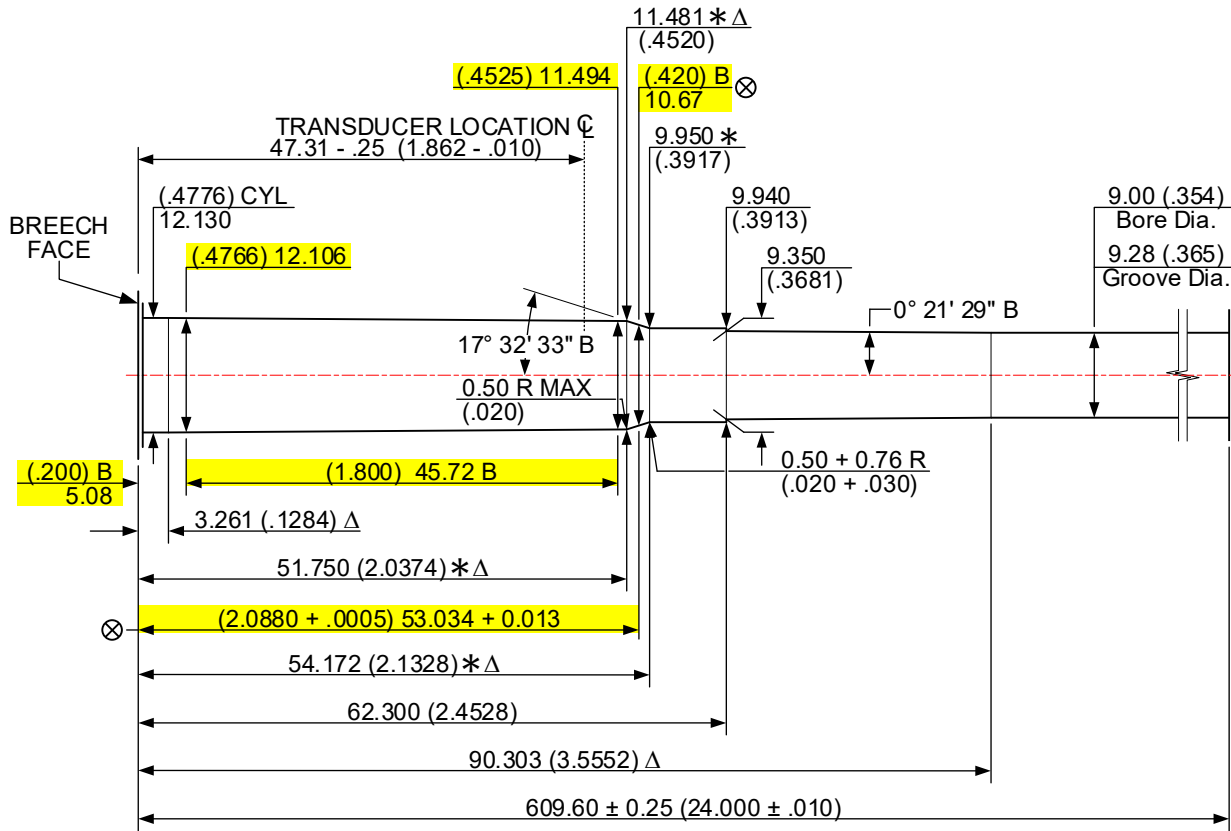 11.481 * Δ
(.4520)
(.4525) 11.494
(.420) B ⊗
10.67
TRANSDUCER LOCATION ℄
47.31 - .25 (1.862 - .010)
9.950 *
(.3917)
BREECH
FACE
(.4776) CYL
12.130
9.940
(.3913)
9.00 (.354)
Bore Dia.
(.4766) 12.106
9.350
(.3681)
9.28 (.365)
Groove Dia.
17° 32' 33" B
0° 21' 29" B
0.50 R MAX
(.020)
(.200) B
5.08
(1.800) 45.72 B
0.50 + 0.76 R
(.020 + .030)
3.261 (.1284) Δ
51.750 (2.0374) * Δ
⊗ (2.0880 + .0005) 53.034 + 0.013
54.172 (2.1328) * Δ
62.300 (2.4528)
90.303 (3.5552) Δ
609.60 ± 0.25 (24.000 ± .010)